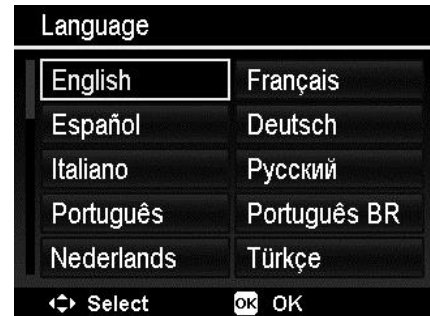 Language
English Français
Español Deutsch
Italiano Русский
Português Português BR
Nederlands Türkçe
Select OK OK